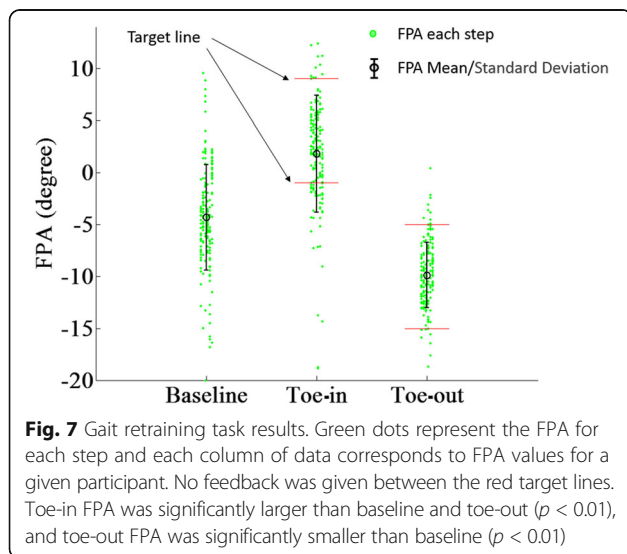 Target line
FPA each step
FPA Mean/Standard Deviation
FPA (degree)
10
5
0
-5
-10
-15
-20
Baseline Toe-in Toe-out
Fig. 7 Gait retraining task results. Green dots represent the FPA for
each step and each column of data corresponds to FPA values for a
given participant. No feedback was given between the red target lines.
Toe-in FPA was significantly larger than baseline and toe-out (p < 0.01),
and toe-out FPA was significantly smaller than baseline (p < 0.01)